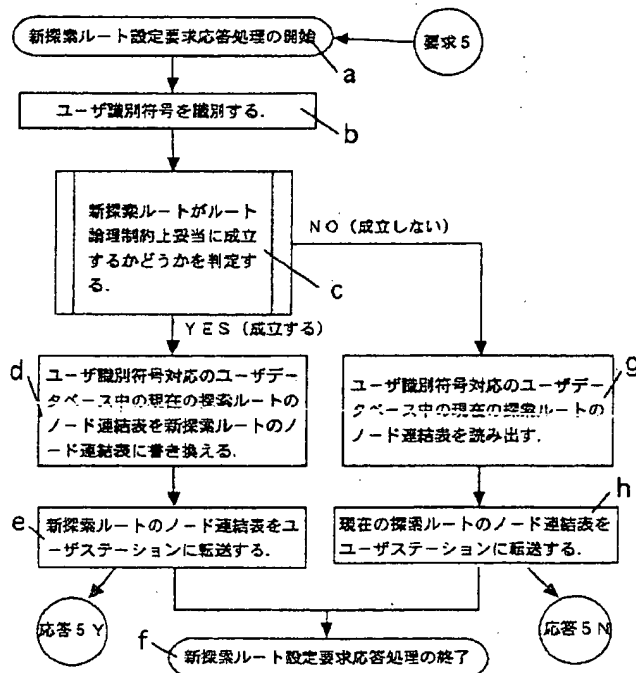 新探索ルート設定要求応答処理の開始
要求5
a
ユーザ識別符号を識別する.
b
新探索ルートがルート
論理制約上妥当に成立
するかどうかを判定す
る.
c
NO(成立しない)
YES(成立する)
d
ユーザ識別符号対応のユーザデー
タベース中の現在の探索ルートの
ノード連結表を新探索ルートのノ
ード連結表に書き換える.
g
ユーザ識別符号対応のユーザデー
タベース中の現在の探索ルートの
ノード連結表を読み出す.
e
新探索ルートのノード連結表をユ
ーザステーションに転送する.
h
現在の探索ルートのノード連結表を
ユーザステーションに転送する.
応答5Y
応答5N
f
新探索ルート設定要求応答処理の終了